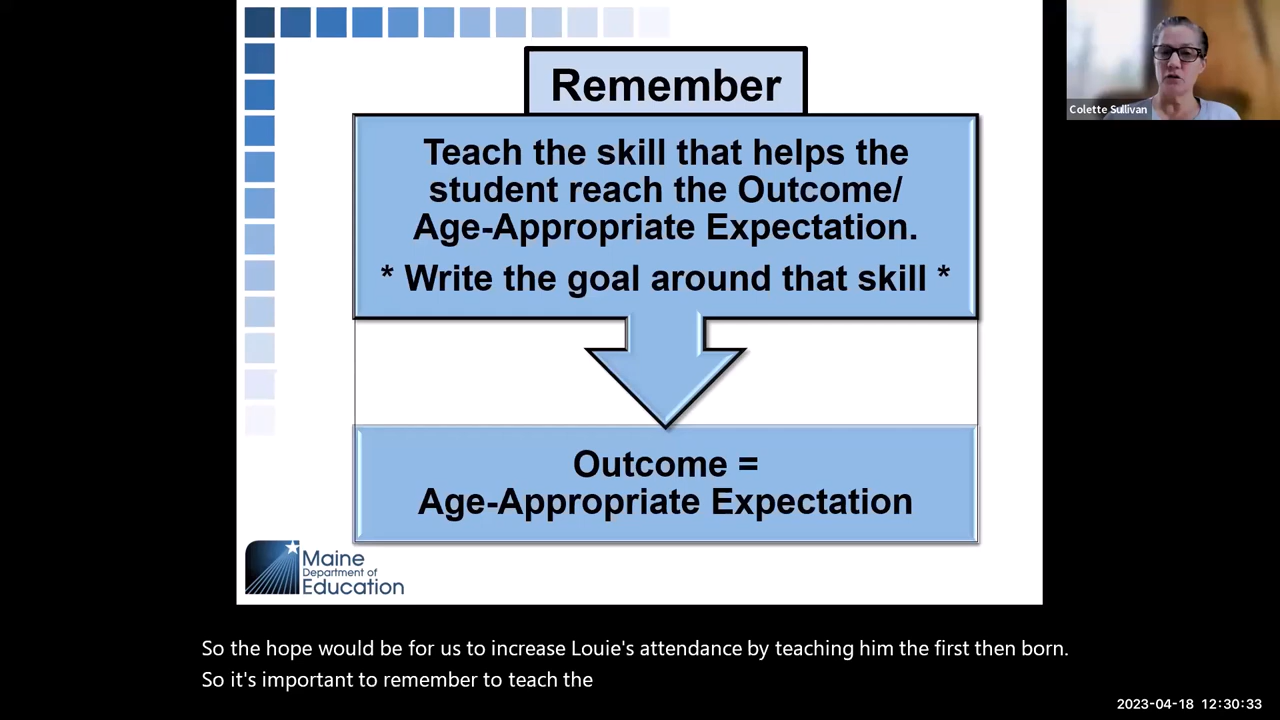 Remember
Teach the skill that helps the
student reach the Outcome/
Age-Appropriate Expectation.
* Write the goal around that skill *
Outcome =
Age-Appropriate Expectation
Maine
Department of
Education
Colette Sullivan
So the hope would be for us to increase Louie's attendance by teaching him the first then born.
So it's important to remember to teach the
2023-04-18 12:30:33